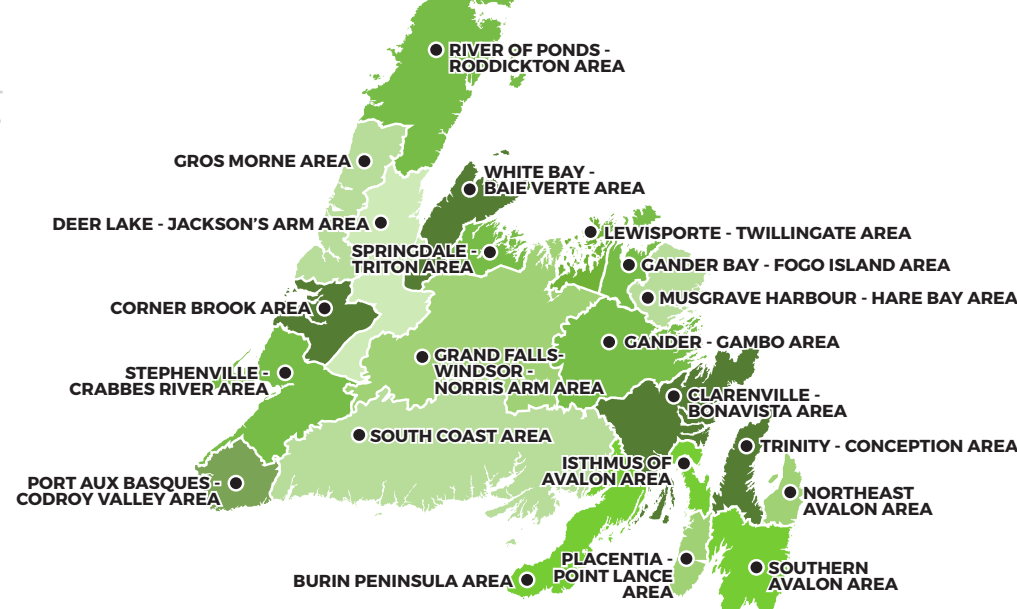 RIVER OF PONDS -
RODDICKTON AREA
GROS MORNE AREA
WHITE BAY -
BAIE VERTE AREA
DEER LAKE - JACKSON'S ARM AREA
LEWISPORTE - TWILLINGATE AREA
SPRINGDALE -
TRITON AREA
GANDER BAY - FOGO ISLAND AREA
MUSGRAVE HARBOUR - HARE BAY AREA
CORNER BROOK AREA
GANDER - GAMBO AREA
GRAND FALLS-
WINDSOR -
NORRIS ARM AREA
STEPHENVILLE -
CRABBES RIVER AREA
CLARENVILLE -
BONAVISTA AREA
SOUTH COAST AREA
TRINITY - CONCEPTION AREA
ISTHMUS OF
AVALON AREA
PORT AUX BASQUES -
CODROY VALLEY AREA
NORTHEAST
AVALON AREA
PLACENTIA -
POINT LANCE
AREA
SOUTHERN
AVALON AREA
BURIN PENINSULA AREA